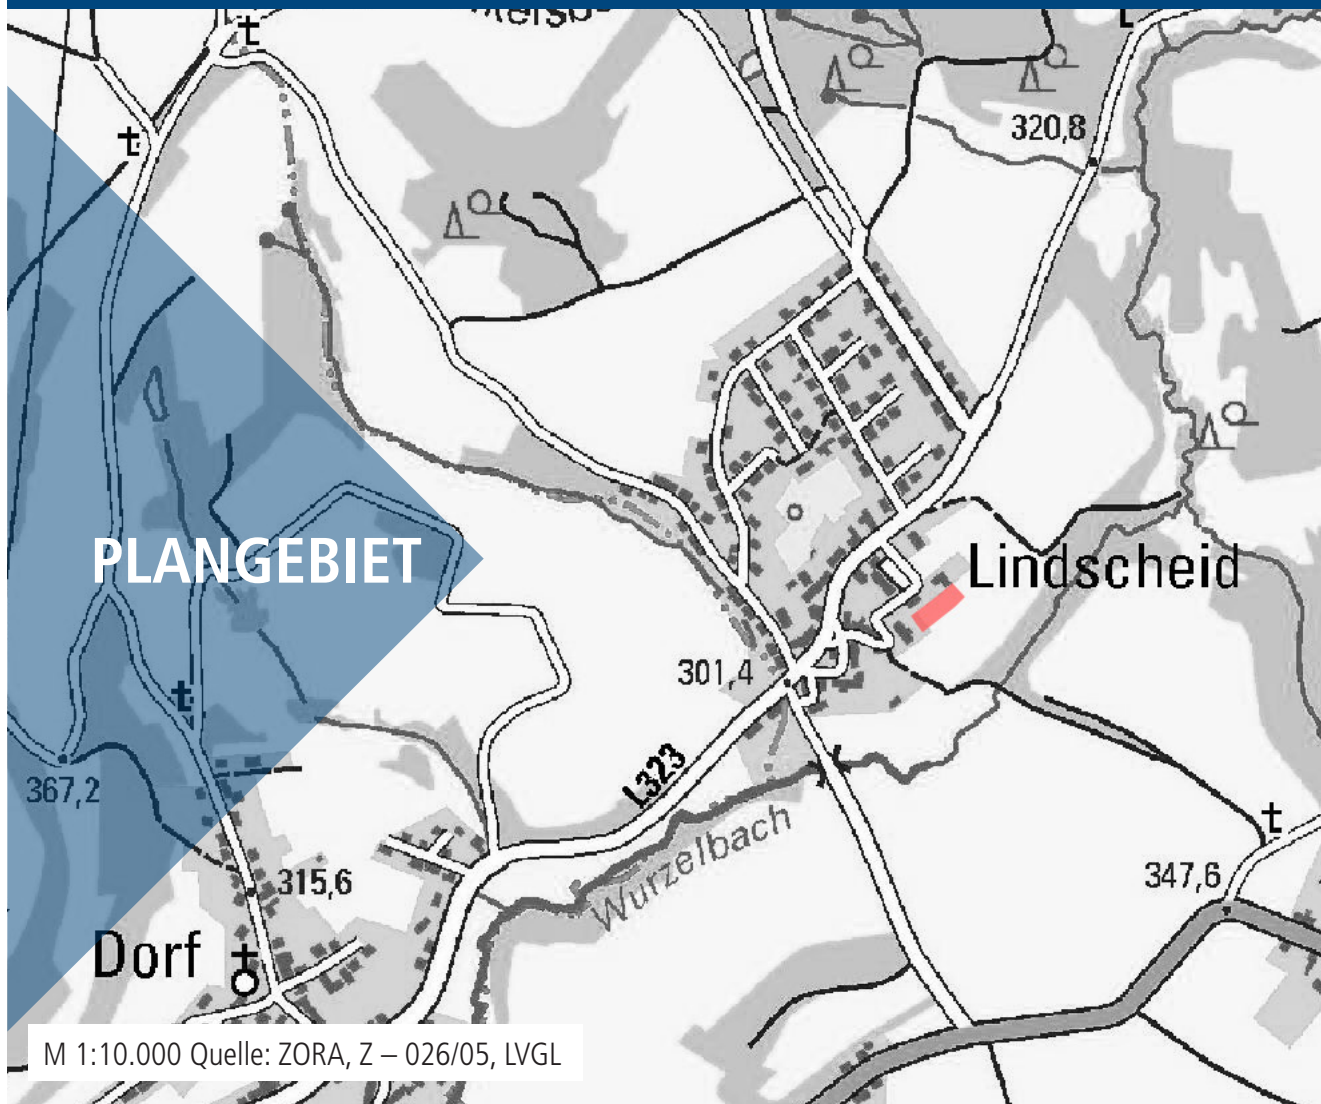 320,8
PLANGEBIET
Lindscheid
301,4
L323
367,2
Wurzelbach
315,6
347,6
Dorf
M 1:10.000 Quelle: ZORA, Z – 026/05, LVGL